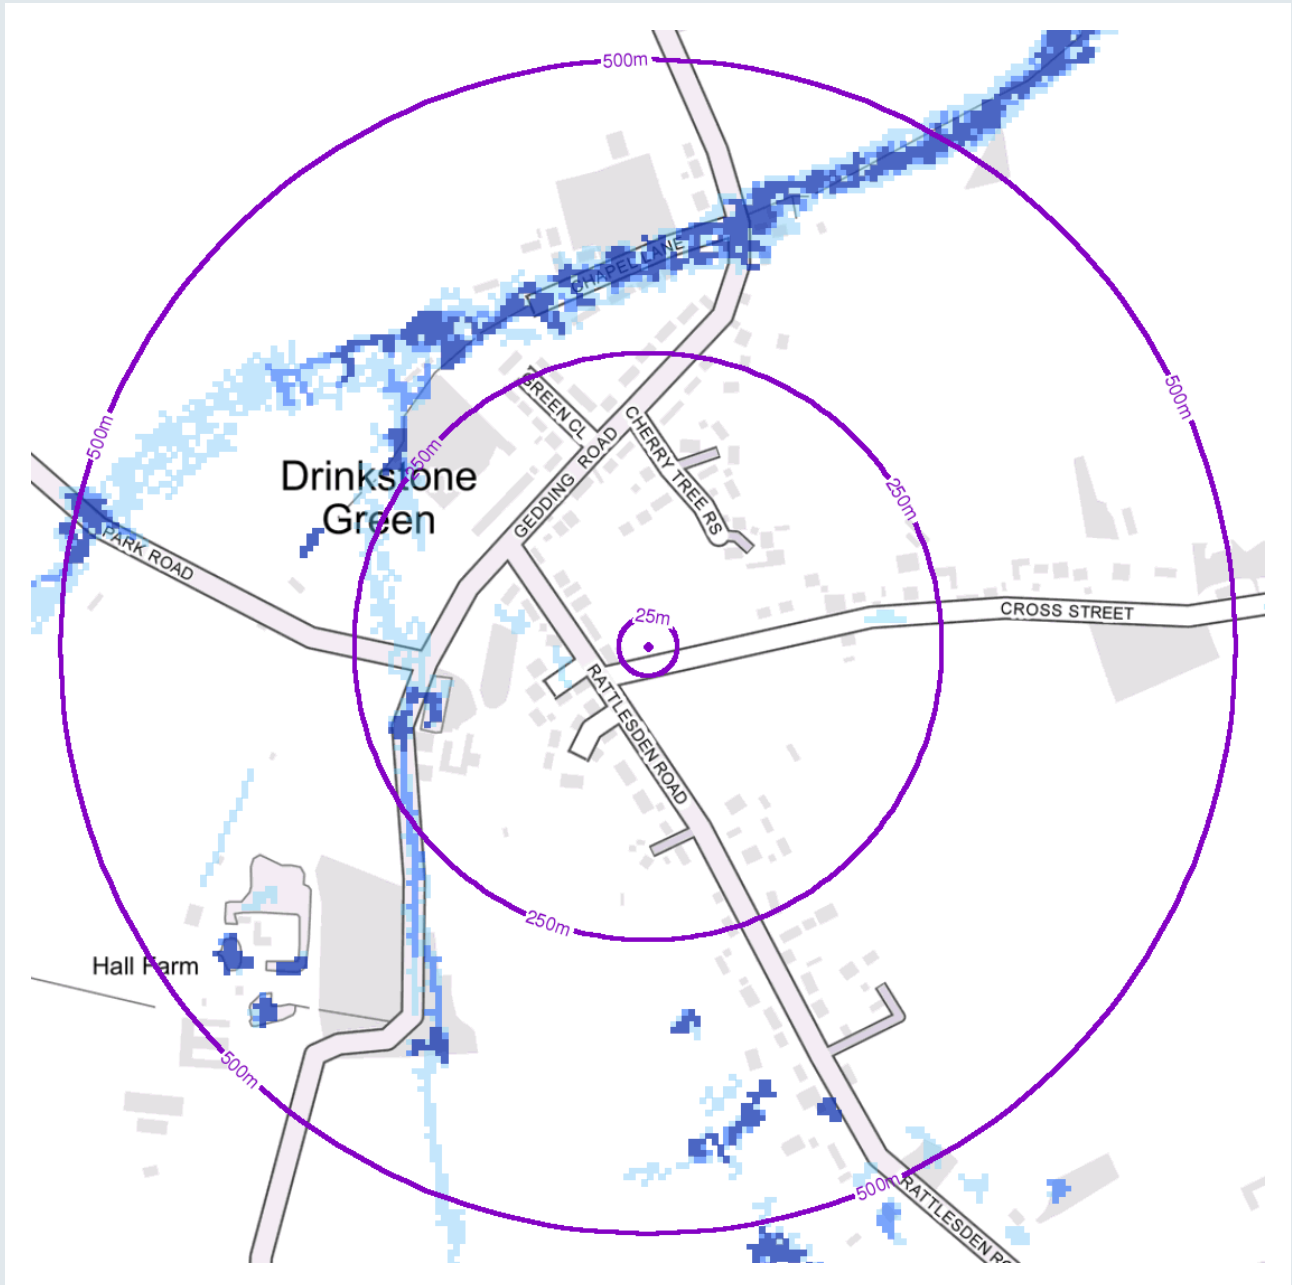 500m
CHAPEL LANE
GREEN CL
CHERRY TREE RS
500m
500m
250m
GEDDING ROAD
250m
Drinkstone
Green
PARK ROAD
25m
CROSS STREET
RATTLESDEN ROAD
250m
Hall Farm
500m
500m
RATTLESDEN RO